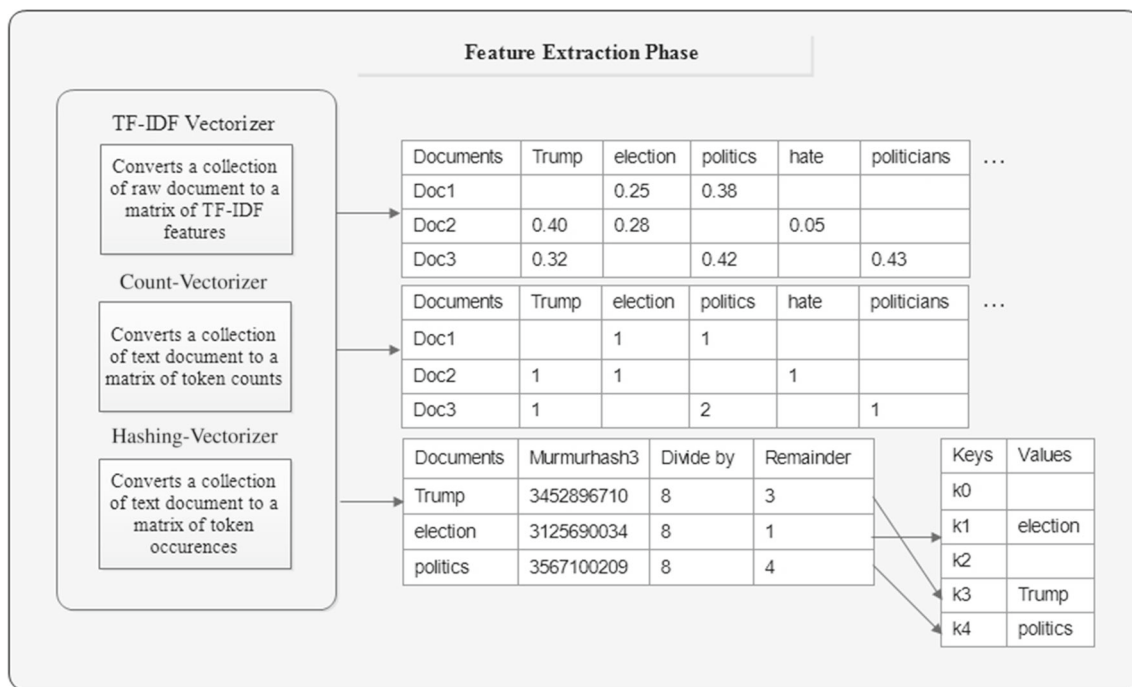 Feature Extraction Phase
TF-IDF Vectorizer
Converts a collection
of raw document to a
matrix of TF-IDF
features
Count-Vectorizer
Converts a collection
of text document to a
matrix of token counts
Hashing-Vectorizer
Converts a collection
of text document to a
matrix of token
occurences
Documents Trump election politics hate politicians ...
Doc1 0.25 0.38
Doc2 0.40 0.28 0.05
Doc3 0.32 0.42 0.43
Documents Trump election politics hate politicians ...
Doc1 1 1
Doc2 1 1 1
Doc3 1 2 1
Documents Murmurhash3 Divide by Remainder
Trump 3452896710 8 3
election 3125690034 8 1
politics 3567100209 8 4
Keys Values
k0
k1 election
k2
k3 Trump
k4 politics